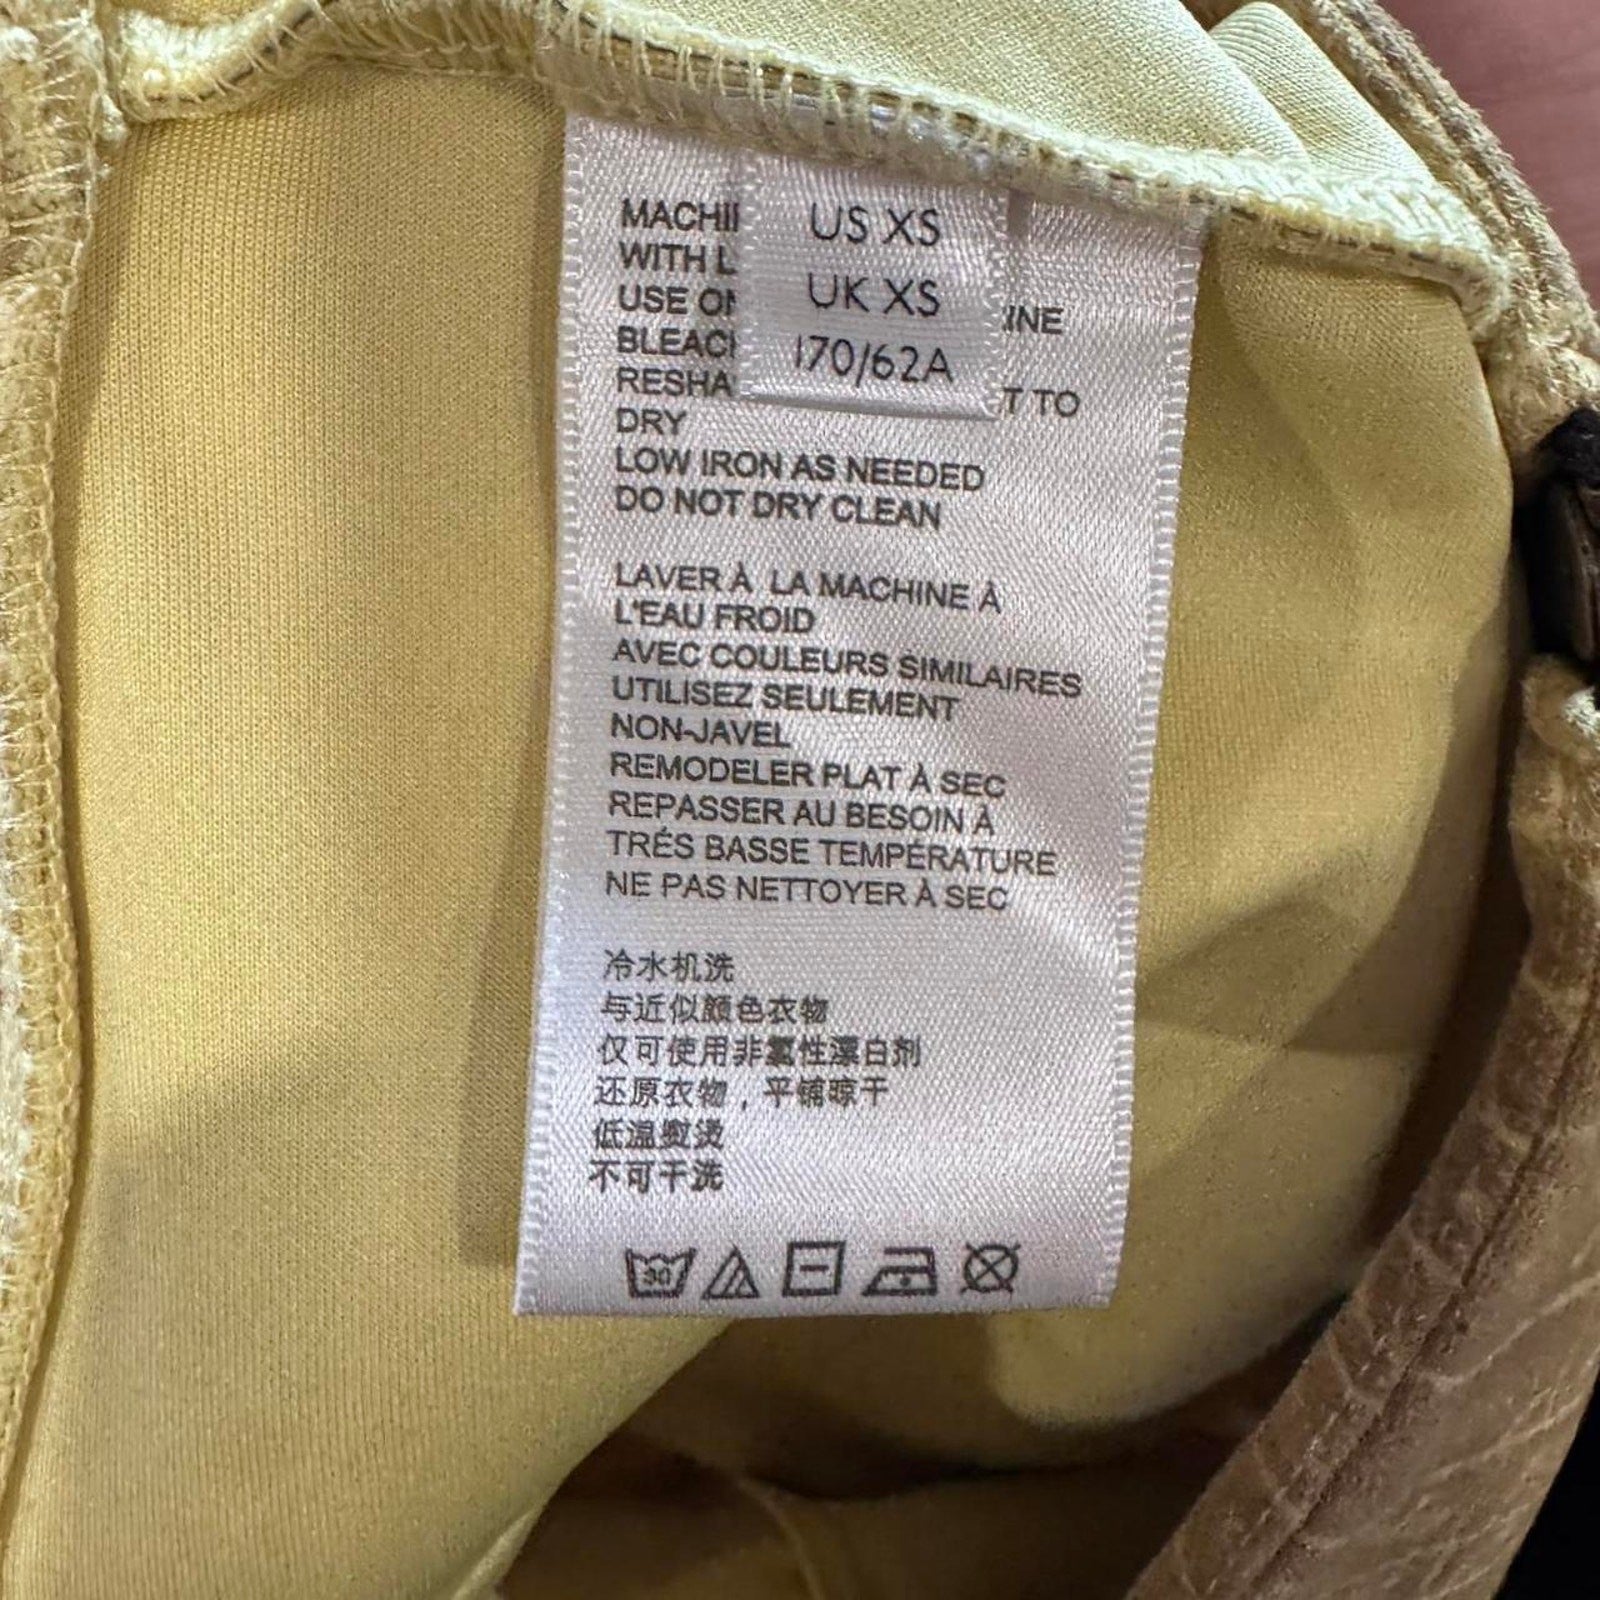 US XS
UK XS
170/62A
MACHI
WITH L
USE ON INE
BLEACH
RESHA T TO
DRY
LOW IRON AS NEEDED
DO NOT DRY CLEAN
LAVER À LA MACHINE À
L'EAU FROID
AVEC COULEURS SIMILAIRES
UTILISEZ SEULEMENT
NON-JAVEL
REMODELER PLAT À SEC
REPASSER AU BESOIN À
TRÉS BASSE TEMPÉRATURE
NE PAS NETTOYER À SEC
冷水机洗
与近似颜色衣物
仅可使用非氯性漂白剂
还原衣物，平铺晾干
低温熨烫
不可干洗
30